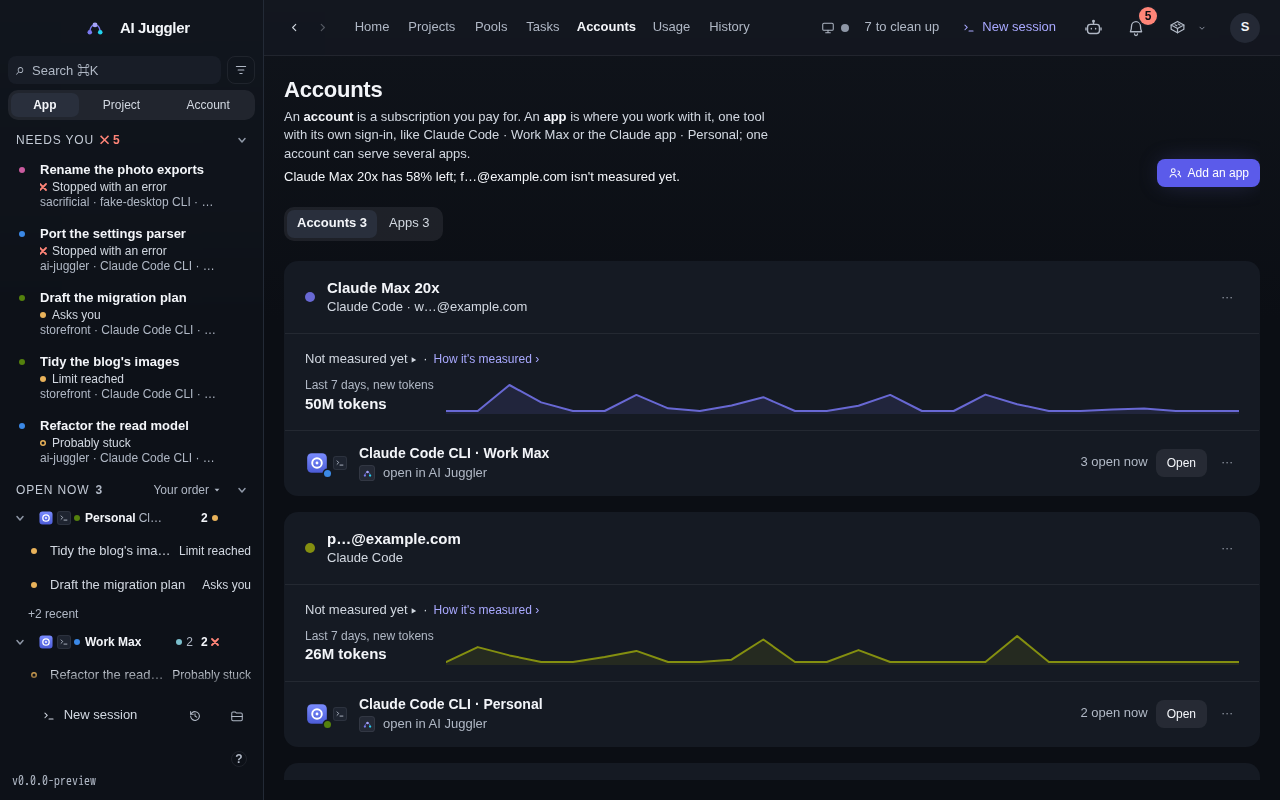 AI Juggler
Search ⌘K
App Project Account
NEEDS YOU 5
Rename the photo exports
Stopped with an error
sacrificial · fake-desktop CLI · …
Port the settings parser
Stopped with an error
ai-juggler · Claude Code CLI · …
Draft the migration plan
Asks you
storefront · Claude Code CLI · …
Tidy the blog's images
Limit reached
storefront · Claude Code CLI · …
Refactor the read model
Probably stuck
ai-juggler · Claude Code CLI · …
OPEN NOW 3 Your order
Personal Cl… 2
Tidy the blog's ima… Limit reached
Draft the migration plan Asks you
+2 recent
Work Max 2 2
Refactor the read… Probably stuck
New session
?
v0.0.0-preview
Home Projects Pools Tasks Accounts Usage History 7 to clean up New session 5 S
Accounts
An account is a subscription you pay for. An app is where you work with it, one tool
with its own sign-in, like Claude Code · Work Max or the Claude app · Personal; one
account can serve several apps.
Claude Max 20x has 58% left; f…@example.com isn't measured yet.
Add an app
Accounts 3 Apps 3
Claude Max 20x
Claude Code · w…@example.com
Not measured yet ▸ · How it's measured ›
Last 7 days, new tokens
50M tokens
Claude Code CLI · Work Max
open in AI Juggler
3 open now Open
p…@example.com
Claude Code
Not measured yet ▸ · How it's measured ›
Last 7 days, new tokens
26M tokens
Claude Code CLI · Personal
open in AI Juggler
2 open now Open